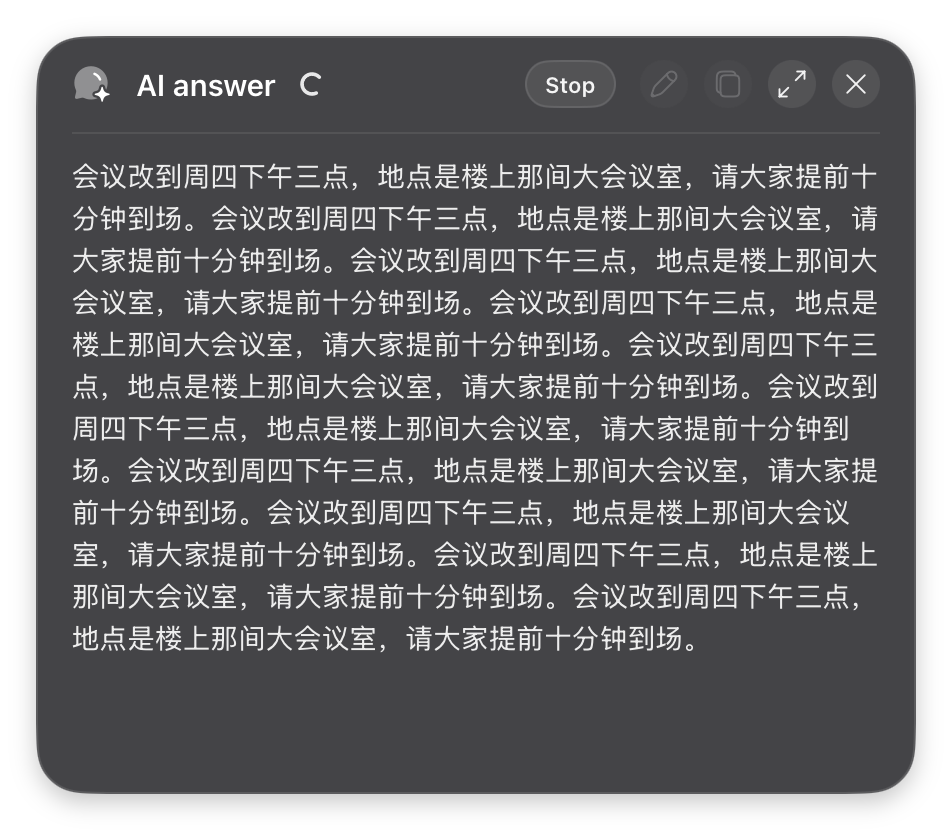 AI answer
Stop
会议改到周四下午三点，地点是楼上那间大会议室，请大家提前十
分钟到场。会议改到周四下午三点，地点是楼上那间大会议室，请
大家提前十分钟到场。会议改到周四下午三点，地点是楼上那间大
会议室，请大家提前十分钟到场。会议改到周四下午三点，地点是
楼上那间大会议室，请大家提前十分钟到场。会议改到周四下午三
点，地点是楼上那间大会议室，请大家提前十分钟到场。会议改到
周四下午三点，地点是楼上那间大会议室，请大家提前十分钟到
场。会议改到周四下午三点，地点是楼上那间大会议室，请大家提
前十分钟到场。会议改到周四下午三点，地点是楼上那间大会议
室，请大家提前十分钟到场。会议改到周四下午三点，地点是楼上
那间大会议室，请大家提前十分钟到场。会议改到周四下午三点，
地点是楼上那间大会议室，请大家提前十分钟到场。